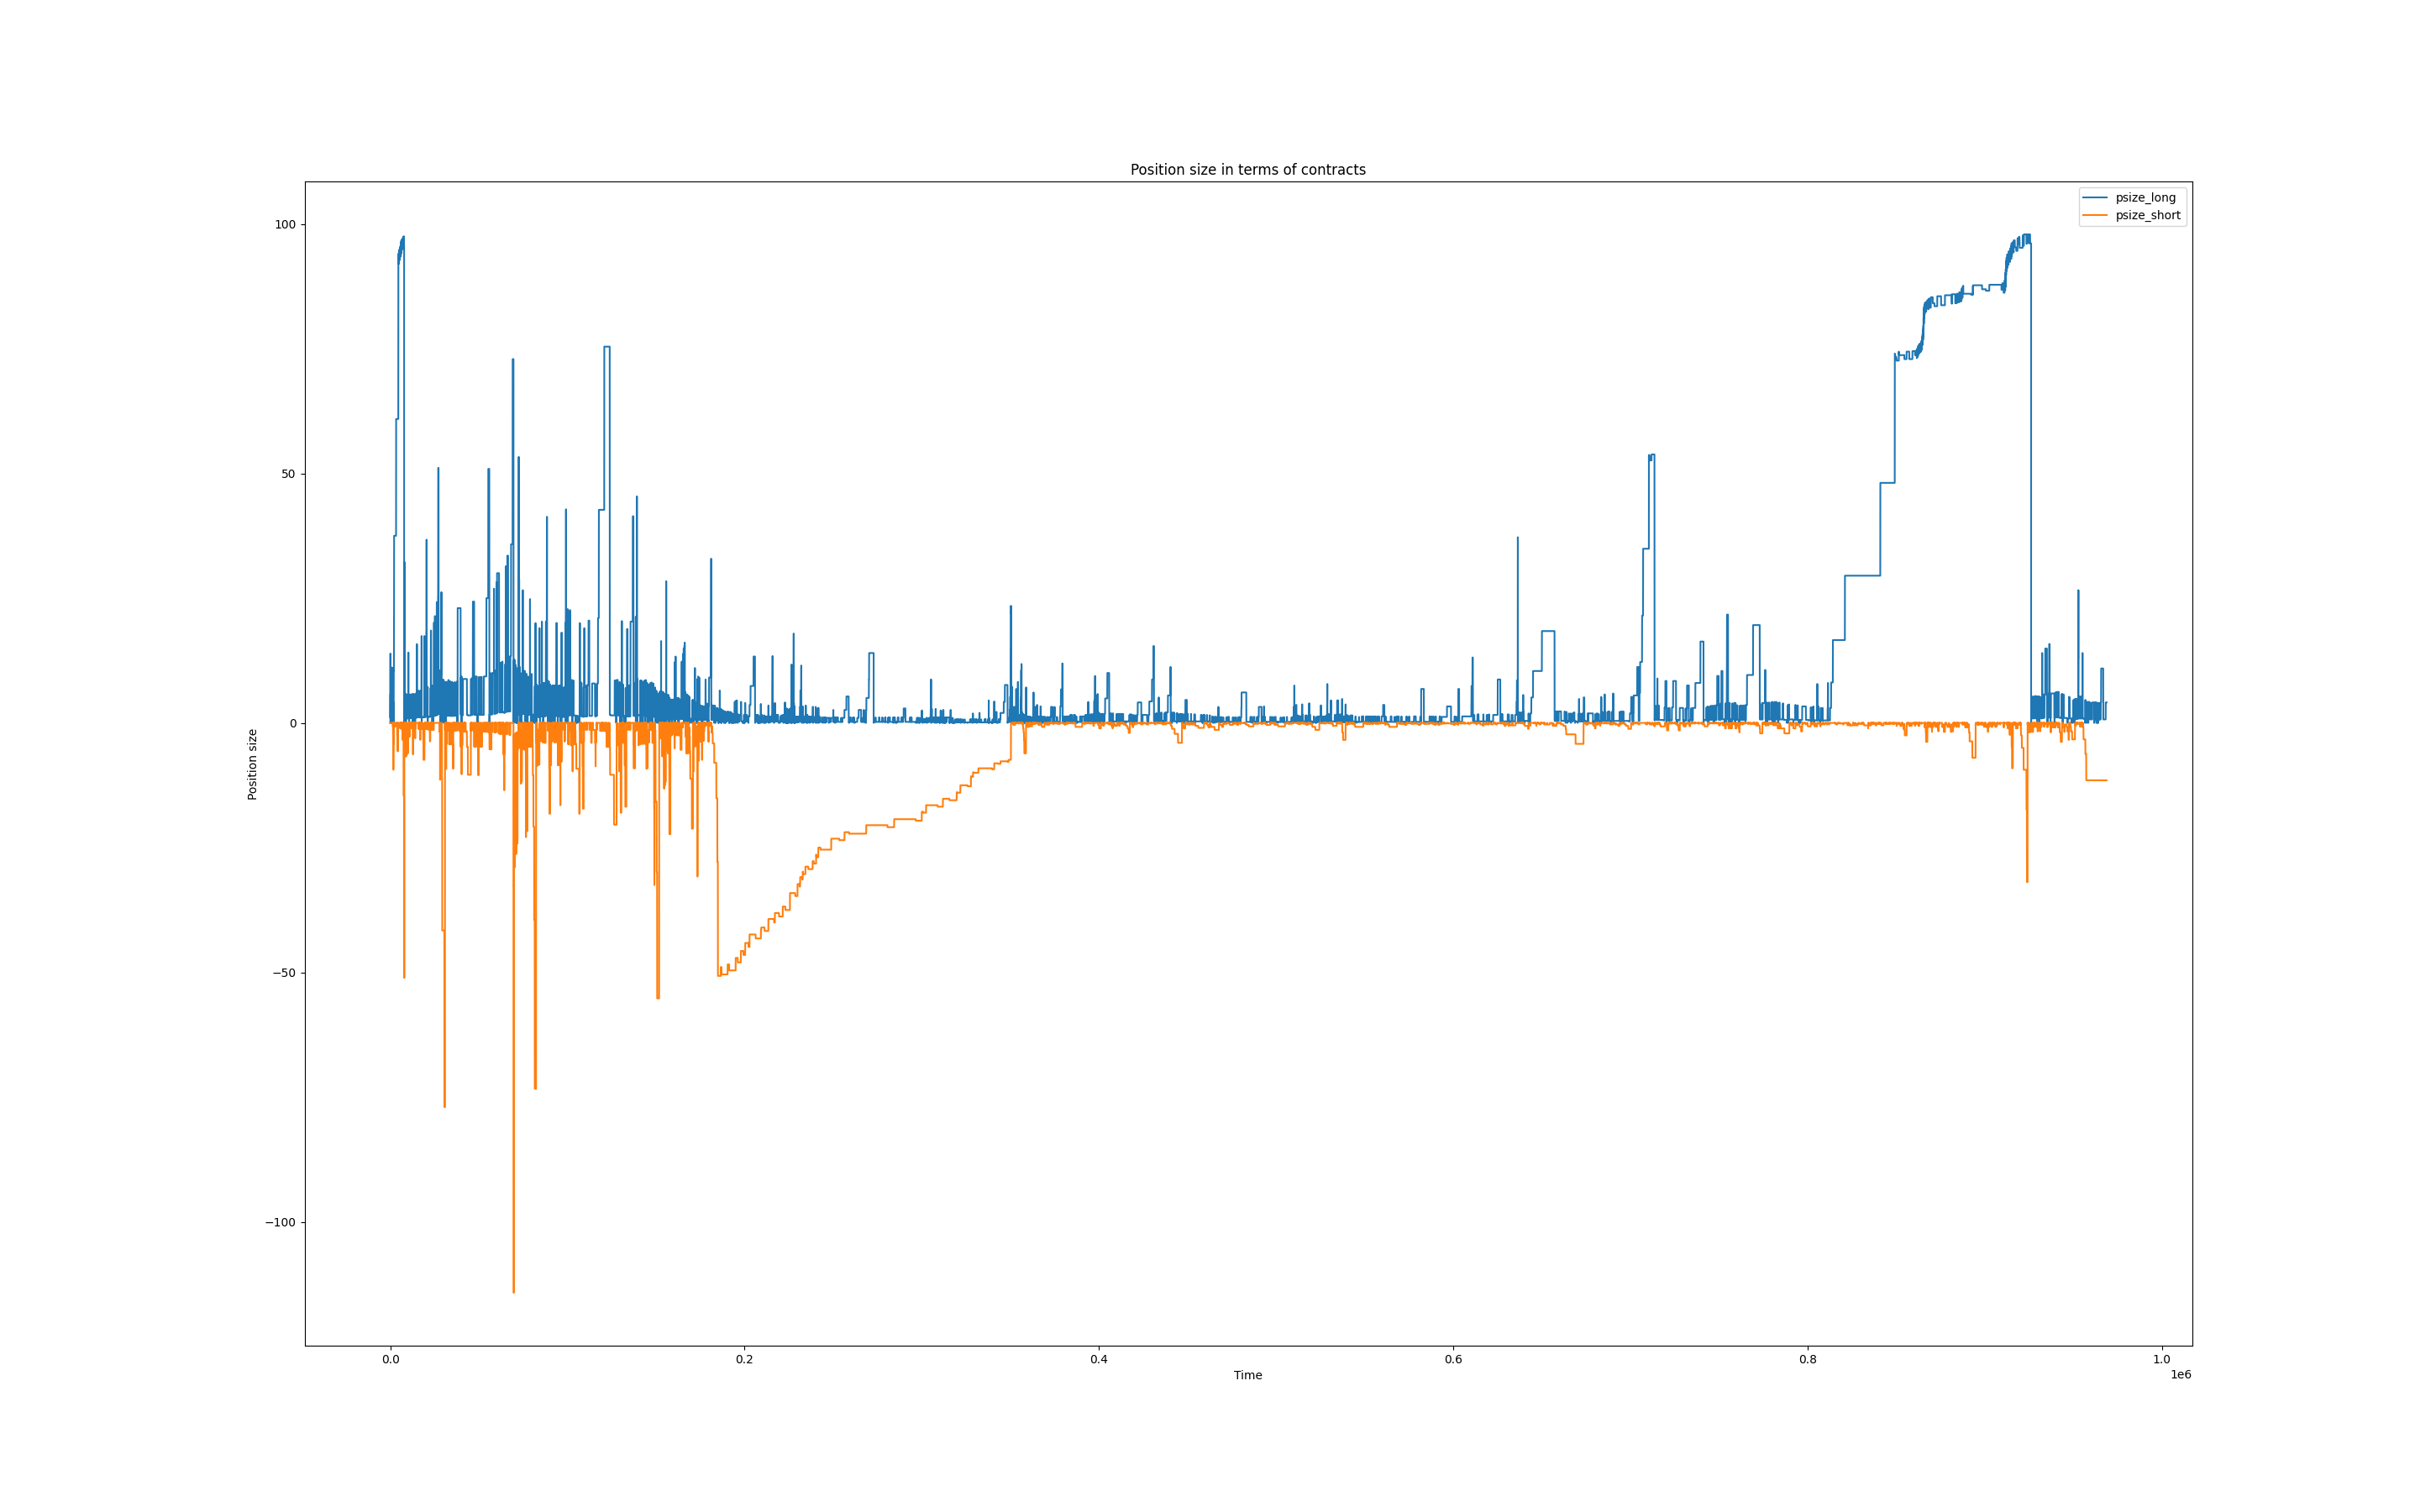 Position size in terms of contracts
psize_long
psize_short
100
50
0
−50
−100
Position size
0.0
0.2
0.4
0.6
0.8
1.0
1e6
Time